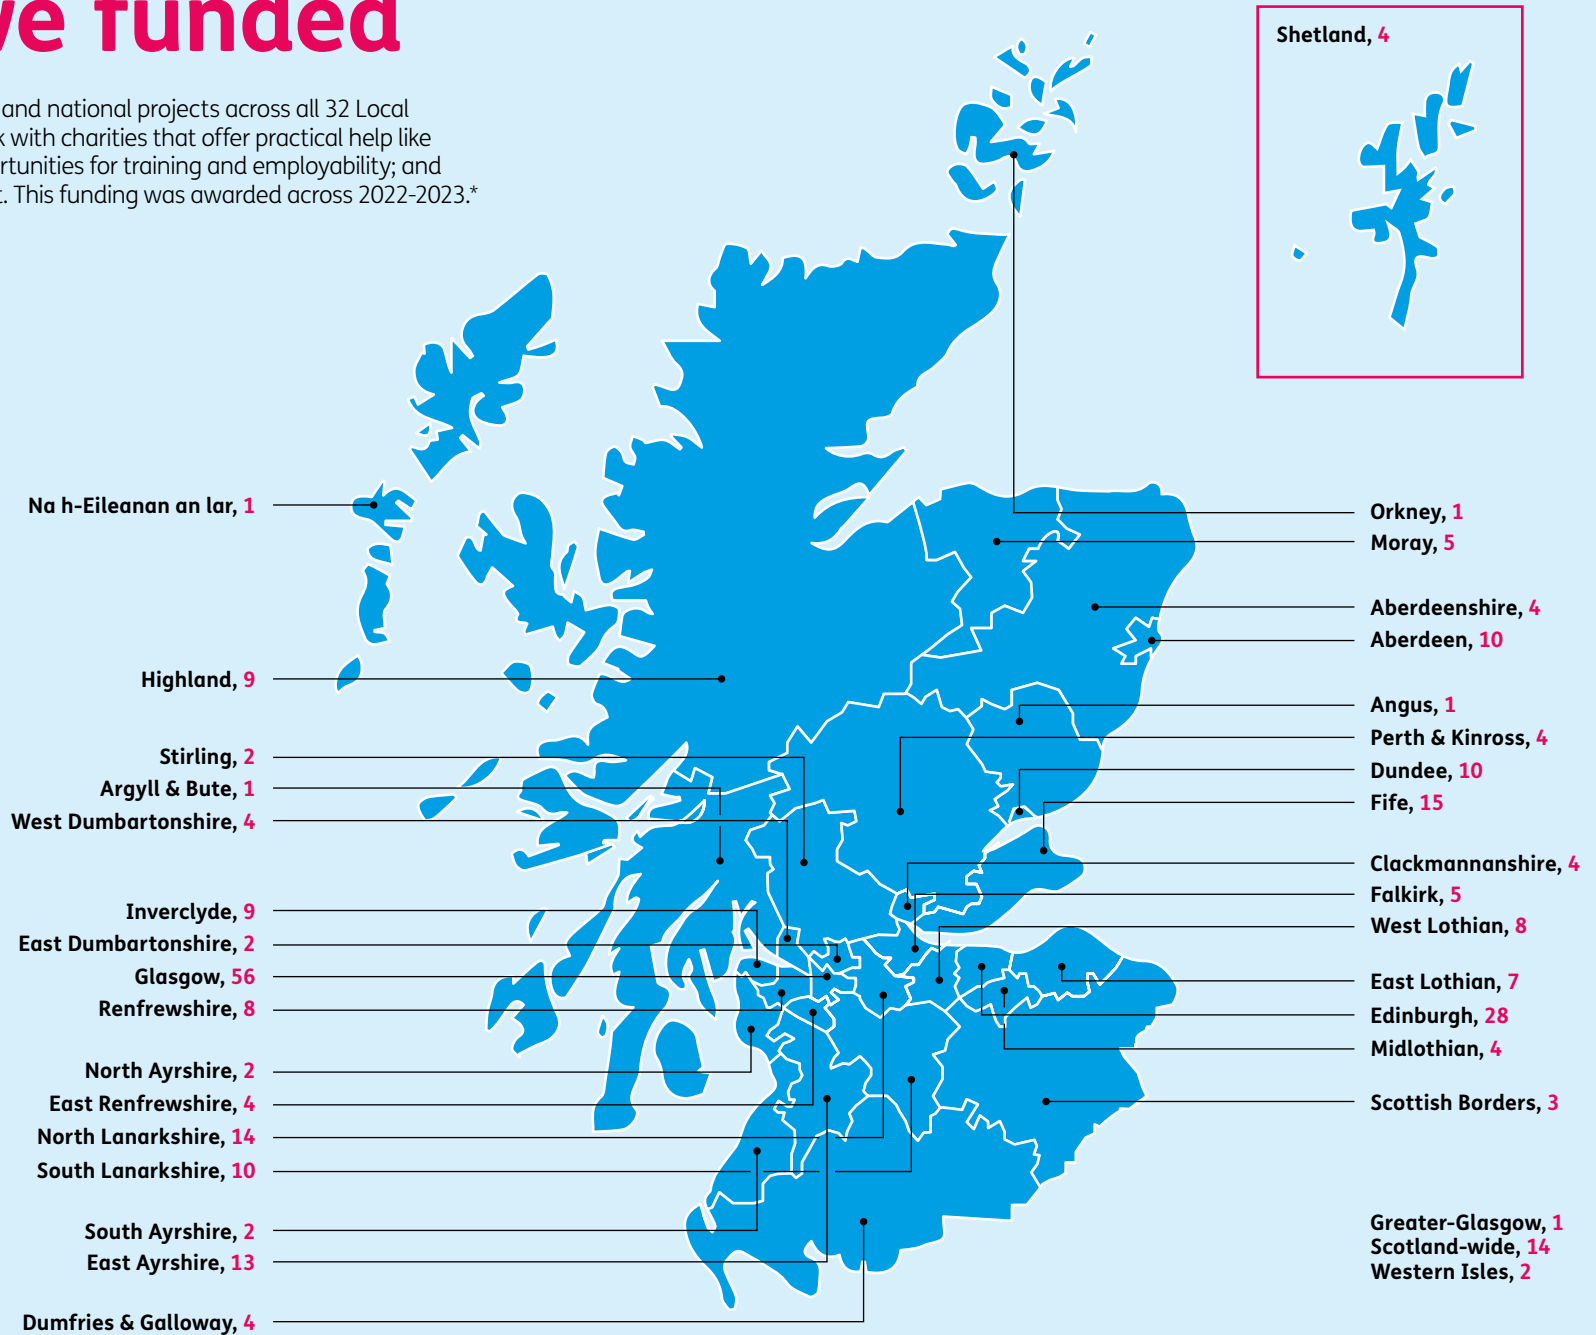 we funded
and national projects across all 32 Local
k with charities that offer practical help like
rtunities for training and employability; and
t. This funding was awarded across 2022-2023.*
Shetland, 4
Na h-Eileanan an lar, 1
Highland, 9
Stirling, 2
Argyll & Bute, 1
West Dumbartonshire, 4
Inverclyde, 9
East Dumbartonshire, 2
Glasgow, 56
Renfrewshire, 8
North Ayrshire, 2
East Renfrewshire, 4
North Lanarkshire, 14
South Lanarkshire, 10
South Ayrshire, 2
East Ayrshire, 13
Dumfries & Galloway, 4
Orkney, 1
Moray, 5
Aberdeenshire, 4
Aberdeen, 10
Angus, 1
Perth & Kinross, 4
Dundee, 10
Fife, 15
Clackmannanshire, 4
Falkirk, 5
West Lothian, 8
East Lothian, 7
Edinburgh, 28
Midlothian, 4
Scottish Borders, 3
Greater-Glasgow, 1
Scotland-wide, 14
Western Isles, 2